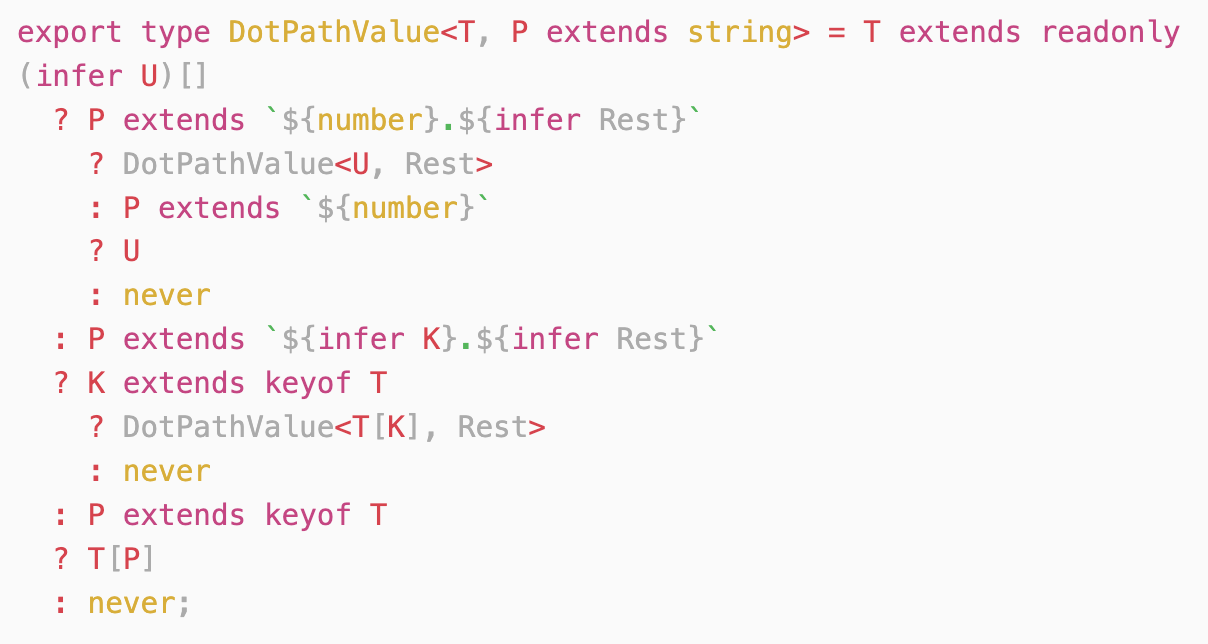 export type DotPathValue<T, P extends string> = T extends readonly
(infer U)[]
  ? P extends `${number}.${infer Rest}`
    ? DotPathValue<U, Rest>
    : P extends `${number}`
    ? U
    : never
  : P extends `${infer K}.${infer Rest}`
  ? K extends keyof T
    ? DotPathValue<T[K], Rest>
    : never
  : P extends keyof T
  ? T[P]
  : never;